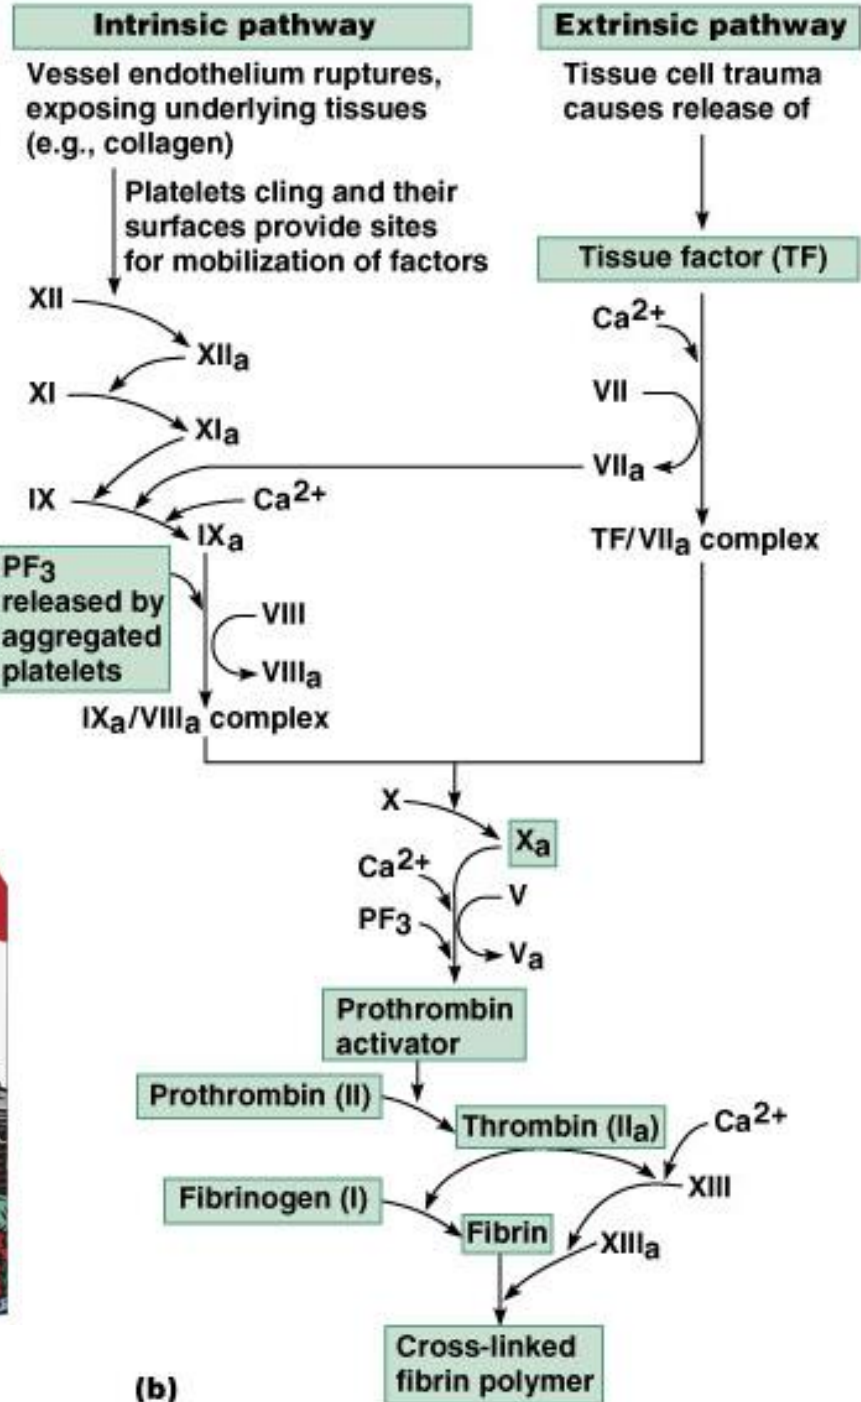 Intrinsic pathway
Vessel endothelium ruptures,
exposing underlying tissues
(e.g., collagen)
Platelets cling and their
surfaces provide sites
for mobilization of factors
XII
XIIa
XI
XIa
IX
Ca2+
IXa
PF3
released by
aggregated
platelets
VIII
VIIIa
IXa/VIIIa complex
Extrinsic pathway
Tissue cell trauma
causes release of
Tissue factor (TF)
Ca2+
VII
VIIa
TF/VIIa complex
X
Xa
Ca2+
V
PF3
Va
Prothrombin
activator
Prothrombin (II)
Thrombin (IIa)
Ca2+
Fibrinogen (I)
XIII
Fibrin
XIIIa
Cross-linked
fibrin polymer
(b)